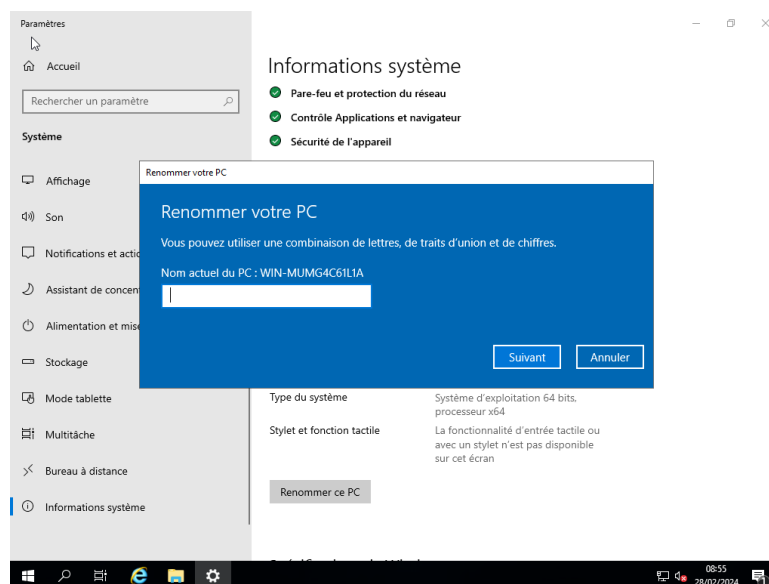 Paramètres
Accueil
Rechercher un paramètre
Système
Affichage
Son
Notifications et actic
Assistant de concen
Alimentation et mise
Stockage
Mode tablette
Multitâche
Bureau à distance
Informations système
Informations système
Pare-feu et protection du réseau
Contrôle Applications et navigateur
Sécurité de l'appareil
Renommer votre PC
Renommer votre PC
Vous pouvez utiliser une combinaison de lettres, de traits d'union et de chiffres.
Nom actuel du PC : WIN-MUMG4C61L1A
Suivant
Annuler
Type du système
Système d'exploitation 64 bits,
processeur x64
Stylet et fonction tactile
La fonctionnalité d'entrée tactile ou
avec un stylet n'est pas disponible
sur cet écran
Renommer ce PC
08:55
28/02/2024